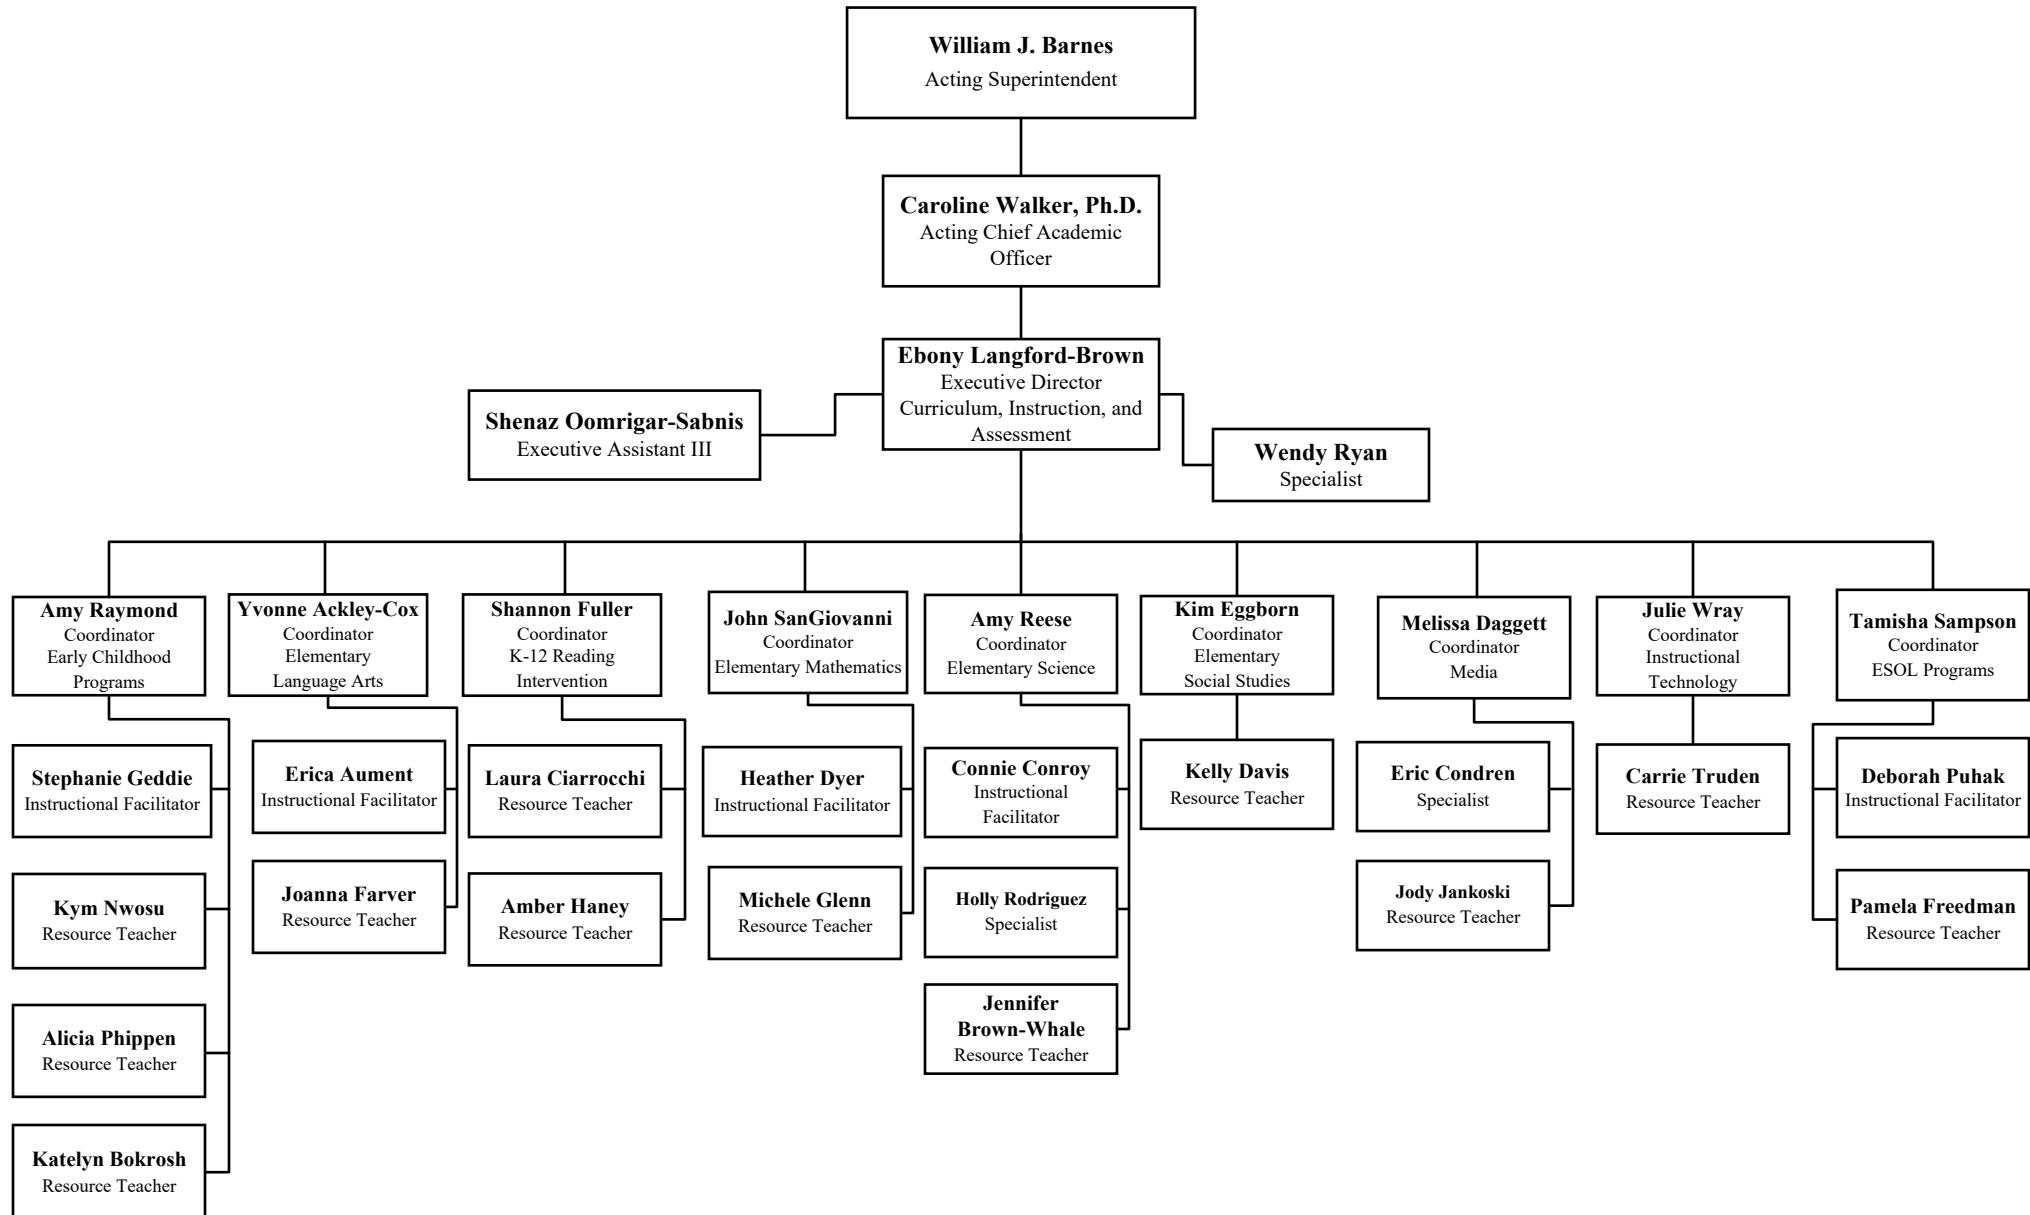 William J. Barnes
Acting Superintendent
Caroline Walker, Ph.D.
Acting Chief Academic
Officer
Ebony Langford-Brown
Executive Director
Curriculum, Instruction, and
Assessment
Shenaz Oomrigar-Sabnis
Executive Assistant III
Wendy Ryan
Specialist
Amy Raymond
Coordinator
Early Childhood
Programs
Yvonne Ackley-Cox
Coordinator
Elementary
Language Arts
Shannon Fuller
Coordinator
K-12 Reading
Intervention
John SanGiovanni
Coordinator
Elementary Mathematics
Amy Reese
Coordinator
Elementary Science
Kim Eggborn
Coordinator
Elementary
Social Studies
Melissa Daggett
Coordinator
Media
Julie Wray
Coordinator
Instructional
Technology
Tamisha Sampson
Coordinator
ESOL Programs
Stephanie Geddie
Instructional Facilitator
Erica Aument
Instructional Facilitator
Laura Ciarrocchi
Resource Teacher
Heather Dyer
Instructional Facilitator
Connie Conroy
Instructional
Facilitator
Kelly Davis
Resource Teacher
Eric Condren
Specialist
Carrie Truden
Resource Teacher
Deborah Puhak
Instructional Facilitator
Kym Nwosu
Resource Teacher
Joanna Farver
Resource Teacher
Amber Haney
Resource Teacher
Michele Glenn
Resource Teacher
Holly Rodriguez
Specialist
Jody Jankoski
Resource Teacher
Pamela Freedman
Resource Teacher
Alicia Phippen
Resource Teacher
Jennifer
Brown-Whale
Resource Teacher
Katelyn Bokrosh
Resource Teacher